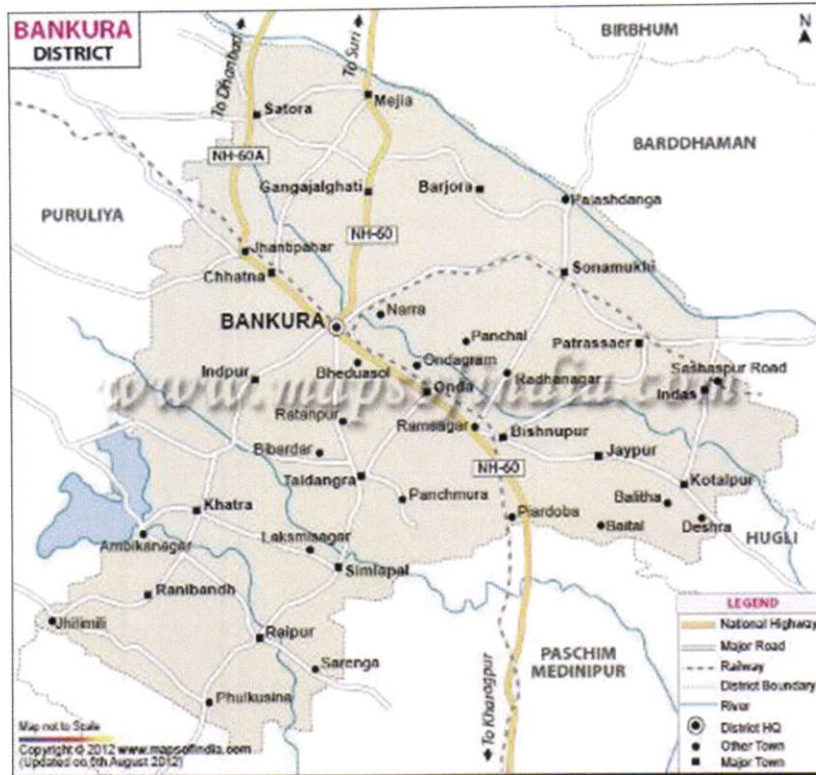 BANKURA
DISTRICT
To Dhanbad
To Suri
BIRBHUM
N
Satora
Mejia
BARDDHAMAN
NH-60A
Gangajalghati
Barjora
Palashdanga
PURULIYA
NH-60
Jhantipahar
Chhatna
Sonamukhi
Narra
BANKURA
Panchal
Patrassaer
Ondagram
Bheduasol
Indpur
Radhanagar
Sashaspur Road
www.mapsofindia.com
Onda
Indas
Ratanpur
Ramsagar
Bishnupur
Bibardar
Jaypur
NH-60
Taldangra
Kotalpur
Panchmura
Balitha
Khatra
Piardoba
Baital
Deshra
Ambikanagar
Laksmisagar
HUGLI
Simlapal
Ranibandh
LEGEND
Jhilimili
National Highway
Raipur
Major Road
PASCHIM
MEDINIPUR
Railway
Sarenga
District Boundary
To Kharagpur
River
Phulkusma
District HQ
Map not to Scale
Other Town
Copyright © 2012 www.mapsofindia.com
(Updated on 6th August 2012)
Major Town